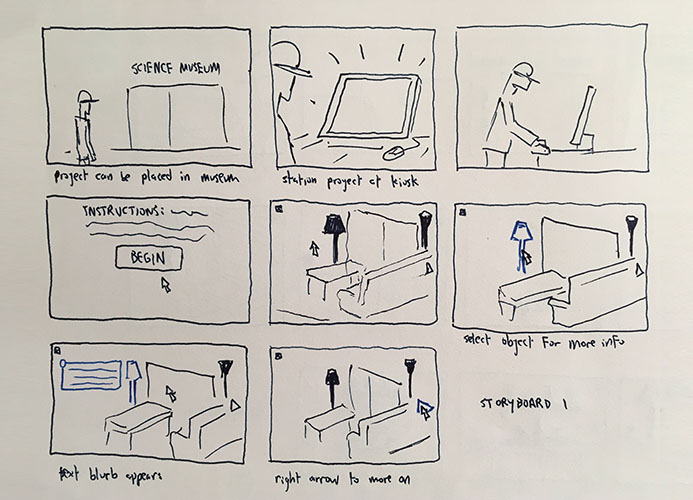 SCIENCE MUSEUM
project can be placed in museum
station project at kiosk
INSTRUCTIONS:
BEGIN
select object for more info
text blurb appears
right arrow to move on
STORYBOARD 1